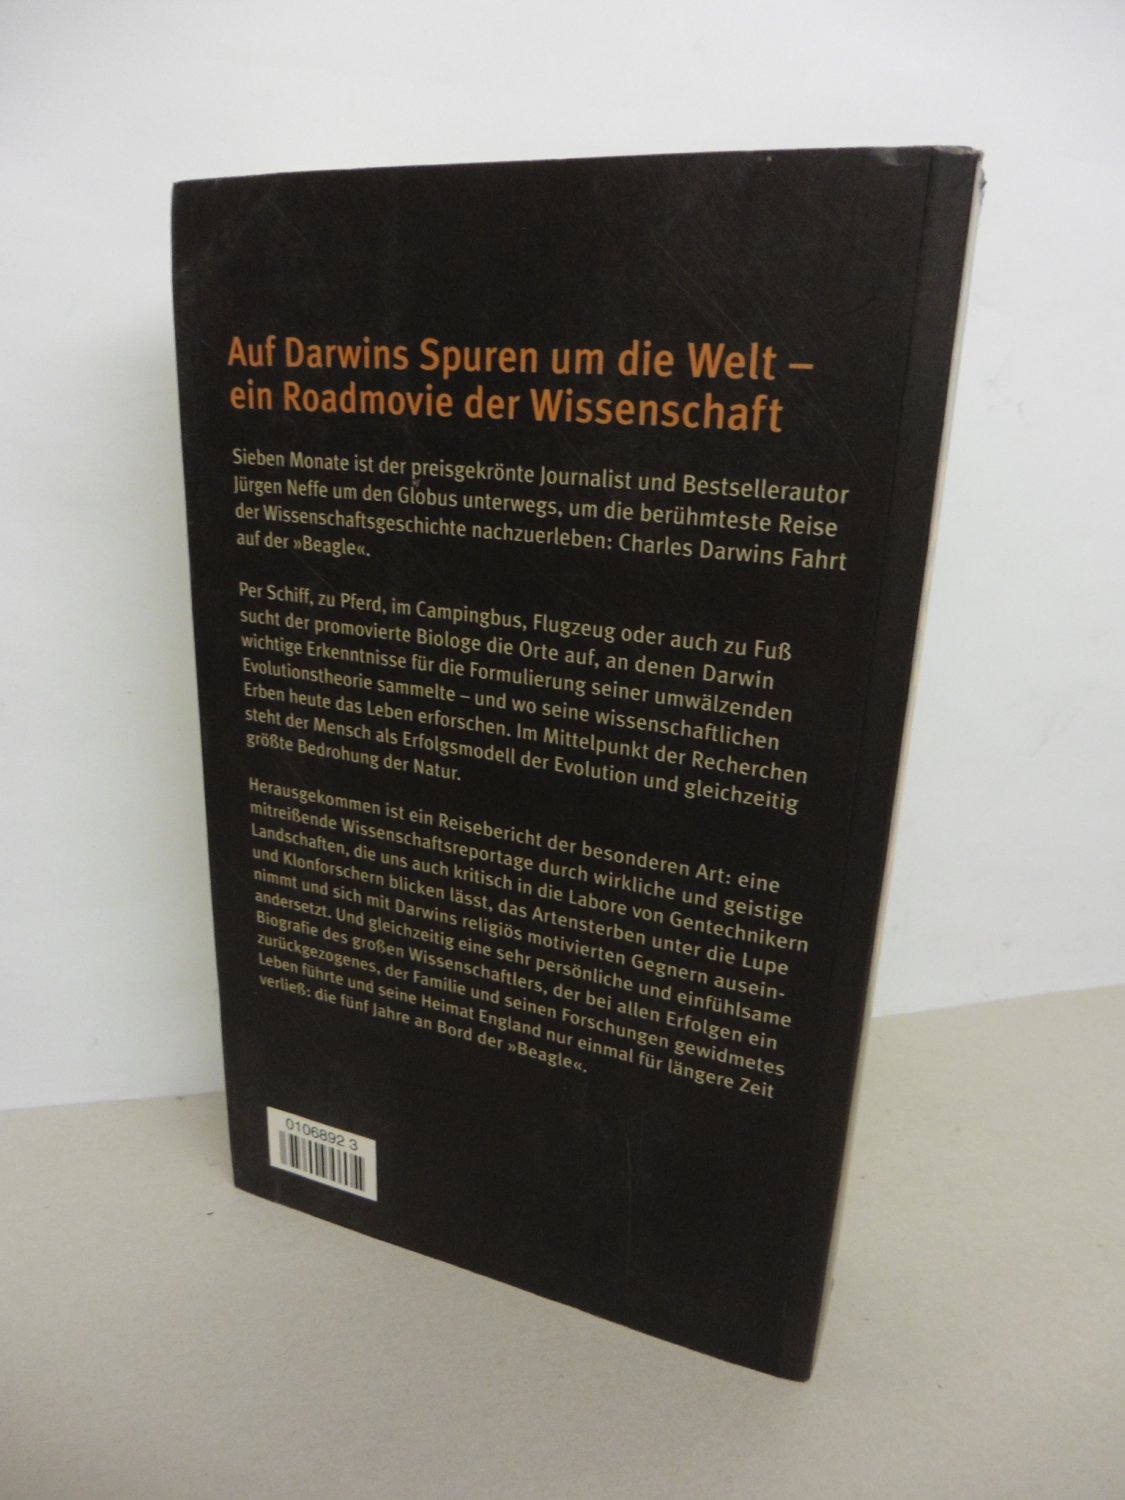 Auf Darwins Spuren um die Welt –
ein Roadmovie der Wissenschaft
Sieben Monate ist der preisgekrönte Journalist und Bestsellerautor
Jürgen Neffe um den Globus unterwegs, um die berühmteste Reise
der Wissenschaftsgeschichte nachzuerleben: Charles Darwins Fahrt
auf der »Beagle«.
Per Schiff, zu Pferd, im Campingbus, Flugzeug oder auch zu Fuß
sucht der promovierte Biologe die Orte auf, an denen Darwin
wichtige Erkenntnisse für die Formulierung seiner umwälzenden
Evolutionstheorie sammelte – und wo seine wissenschaftlichen
Erben heute das Leben erforschen. Im Mittelpunkt der Recherchen
steht der Mensch als Erfolgsmodell der Evolution und gleichzeitig
größte Bedrohung der Natur.
Herausgekommen ist ein Reisebericht der besonderen Art: eine
mitreißende Wissenschaftsreportage durch wirkliche und geistige
Landschaften, die uns auch kritisch in die Labore von Gentechnikern
und Klonforschern blicken lässt, das Artensterben unter die Lupe
nimmt und sich mit Darwins religiös motivierten Gegnern ausein-
andersetzt. Und gleichzeitig eine sehr persönliche und einfühlsame
Biografie des großen Wissenschaftlers, der bei allen Erfolgen ein
zurückgezogenes, der Familie und seinen Forschungen gewidmetes
Leben führte und seine Heimat England nur einmal für längere Zeit
verließ: die fünf Jahre an Bord der »Beagle«.
0106892 3